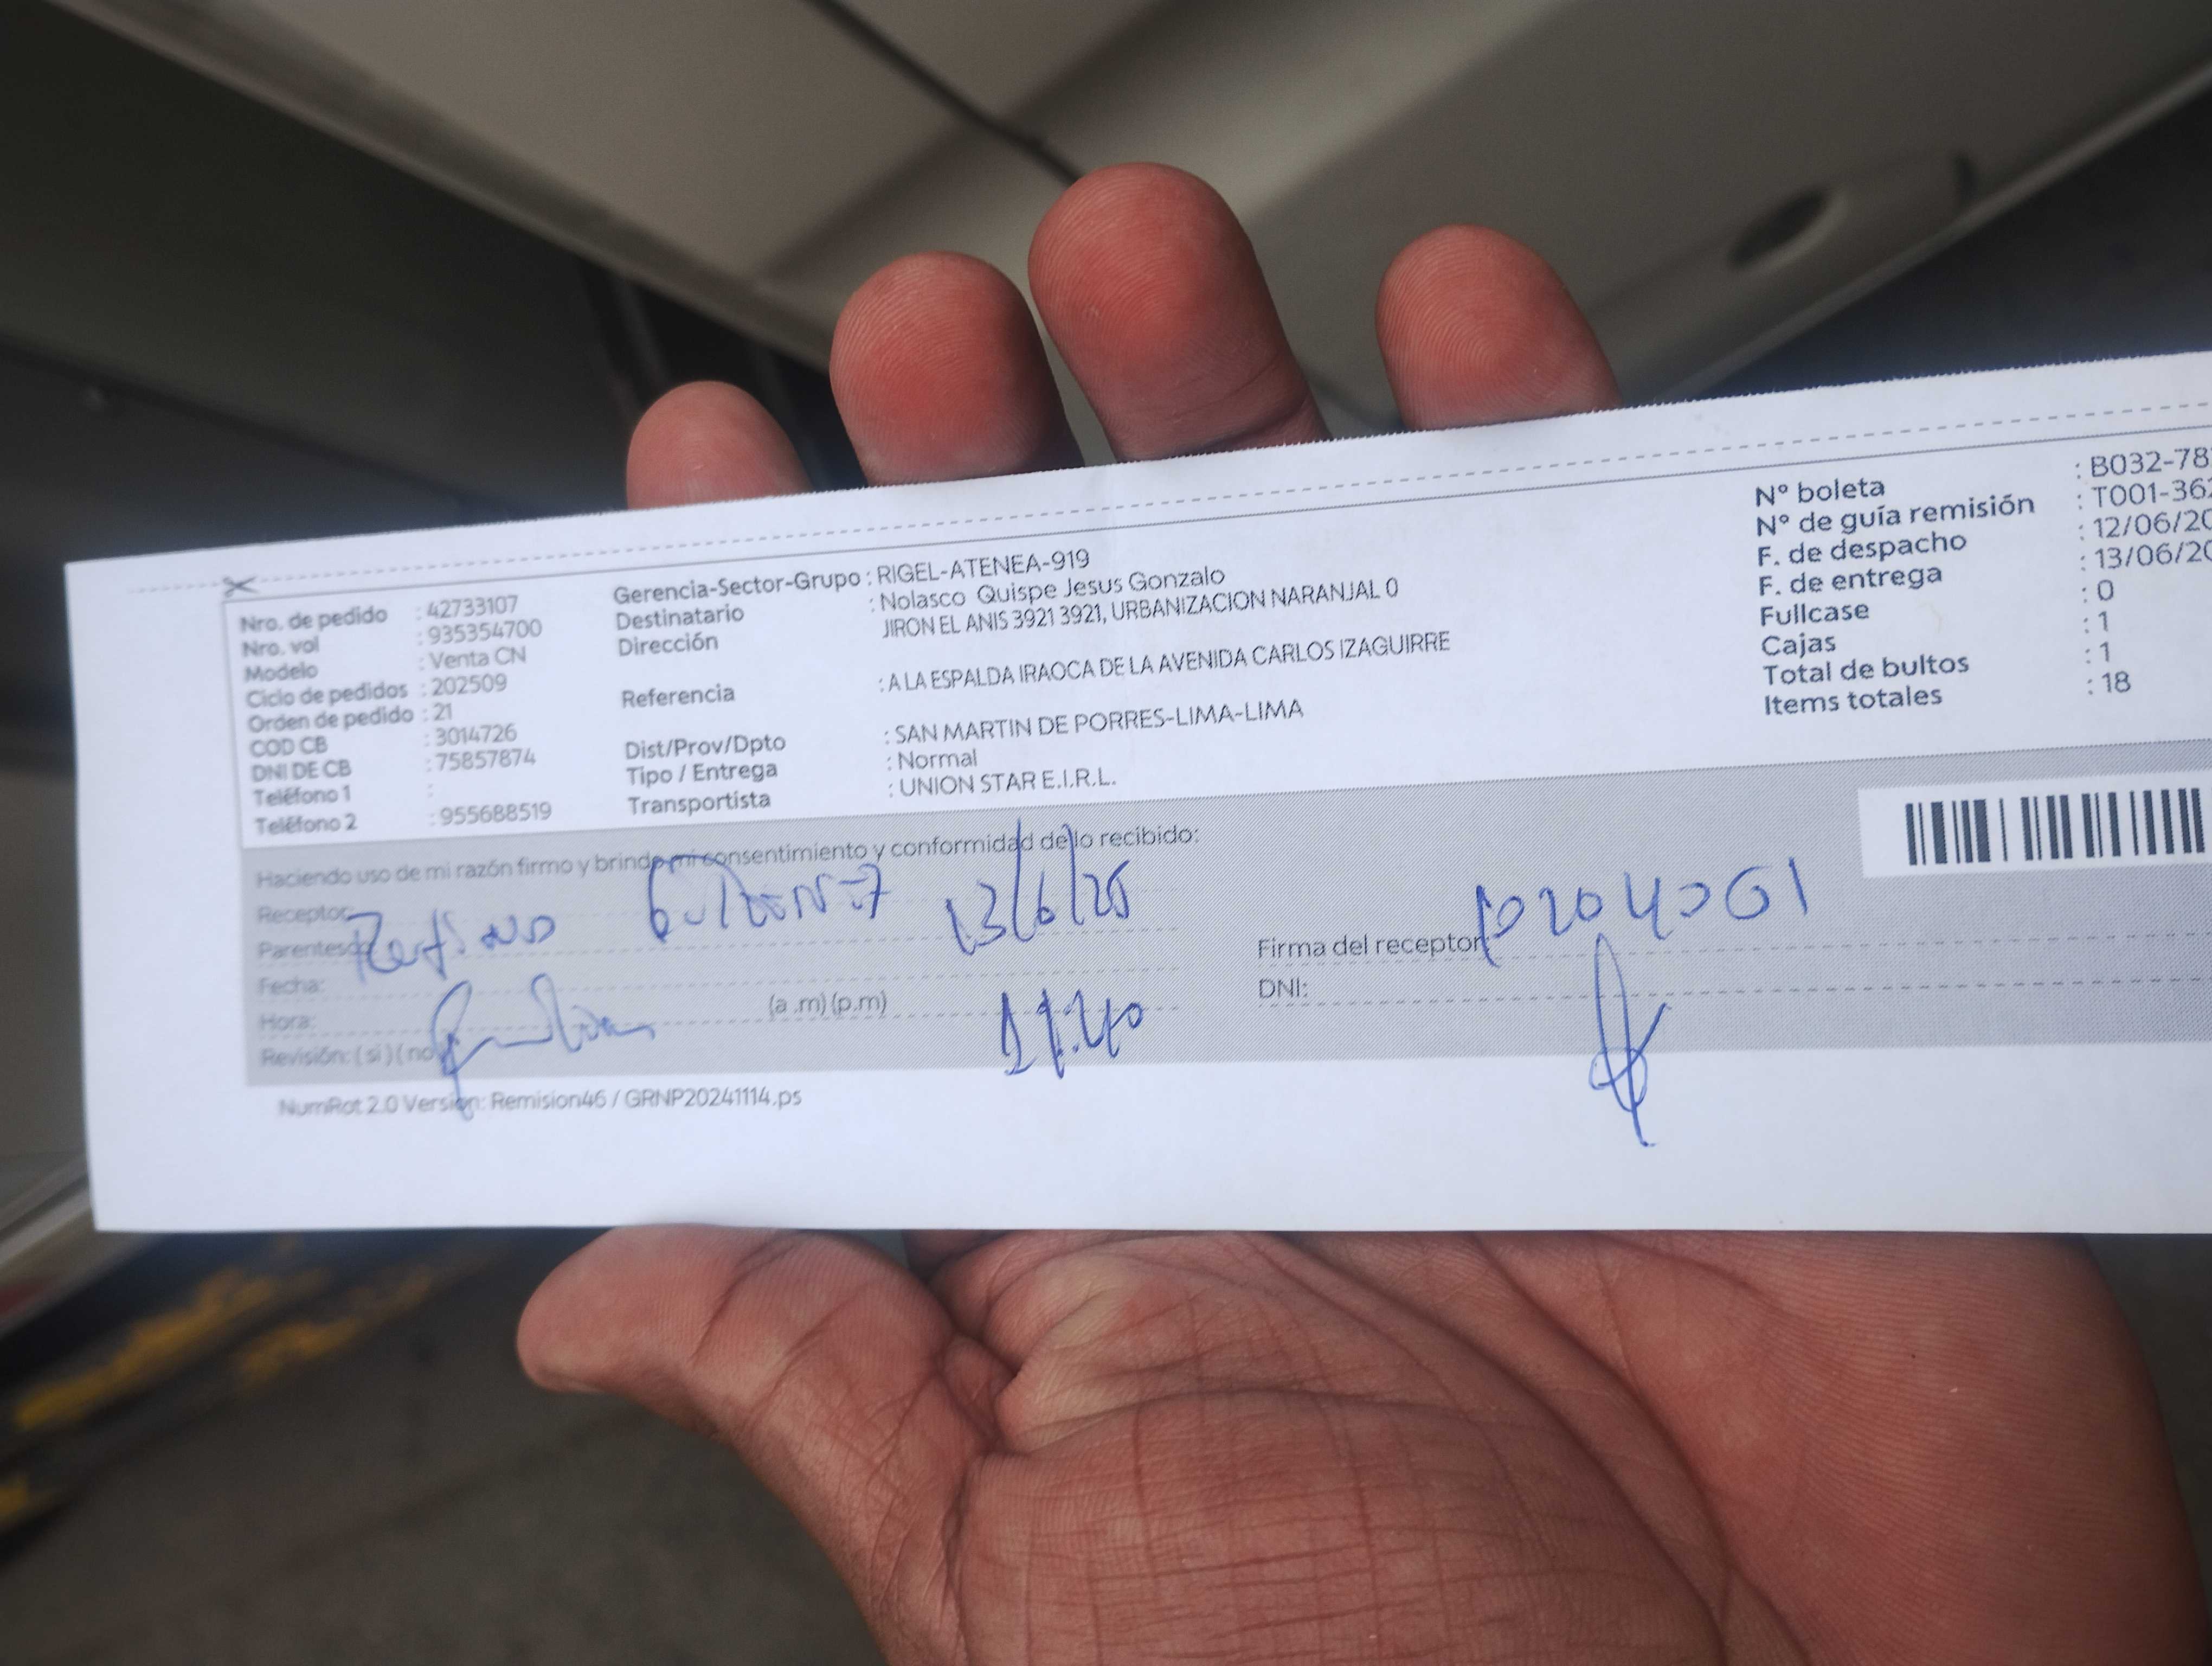 Nro. de pedido : 42733107
Nro. vol : 935354700
Modelo : Venta CN
Ciclo de pedidos : 202509
Orden de pedido : 21
COD CB : 3014726
DNI DE CB : 75857874
Teléfono 1 :
Teléfono 2 : 955688519
Gerencia-Sector-Grupo : RIGEL-ATENEA-919
Destinatario : Nolasco Quispe Jesus Gonzalo
Dirección : JIRON EL ANIS 3921 3921, URBANIZACION NARANJAL 0
Referencia : A LA ESPALDA IRAOCA DE LA AVENIDA CARLOS IZAGUIRRE
Dist/Prov/Dpto : SAN MARTIN DE PORRES-LIMA-LIMA
Tipo / Entrega : Normal
Transportista : UNION STAR E.I.R.L.
N° boleta : B032-78
N° de guía remisión : T001-362
F. de despacho : 12/06/20
F. de entrega : 13/06/20
Fullcase : 0
Cajas : 1
Total de bultos : 1
Items totales : 18
Haciendo uso de mi razón firmo y brindo mi consentimiento y conformidad de lo recibido:
Receptor:
Parentesco: 13/6/25
Fecha:
Hora: (a.m) (p.m) 11:40
Revisión: ( si ) ( no
Firma del receptor:
DNI:
NumRot 2.0 Version: Remision46 / GRNP20241114.ps